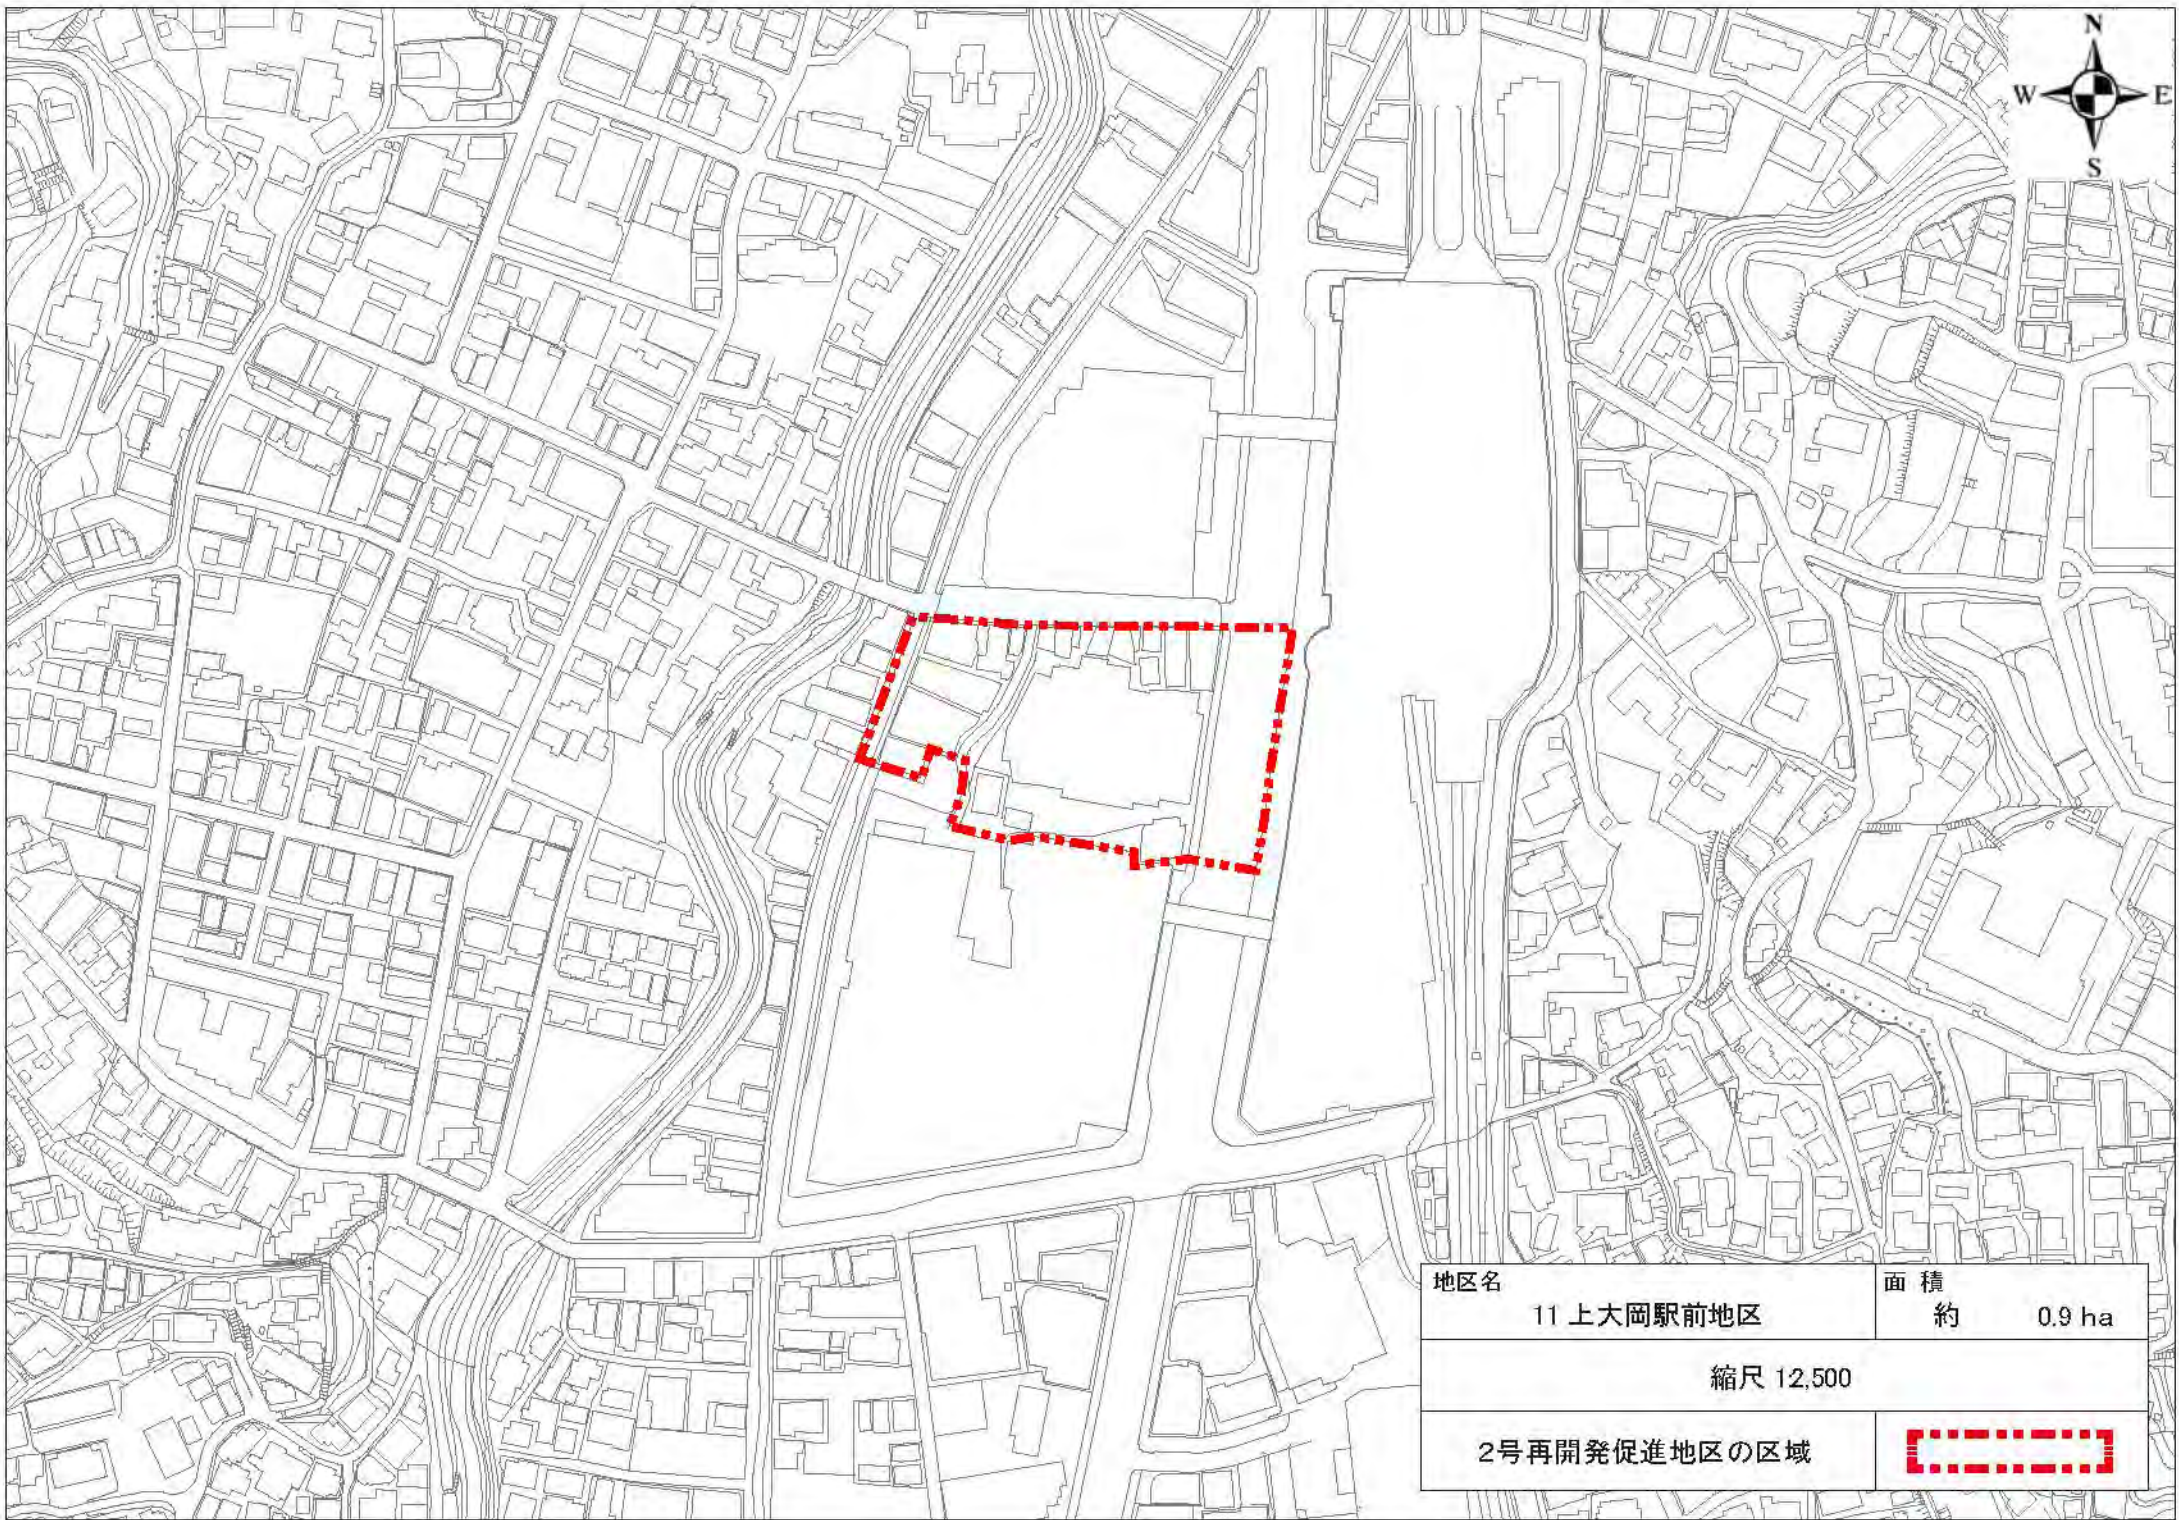 N
W E
S
地区名
11 上大岡駅前地区
面 積
約 0.9 ha
縮尺 12,500
2号再開発促進地区の区域